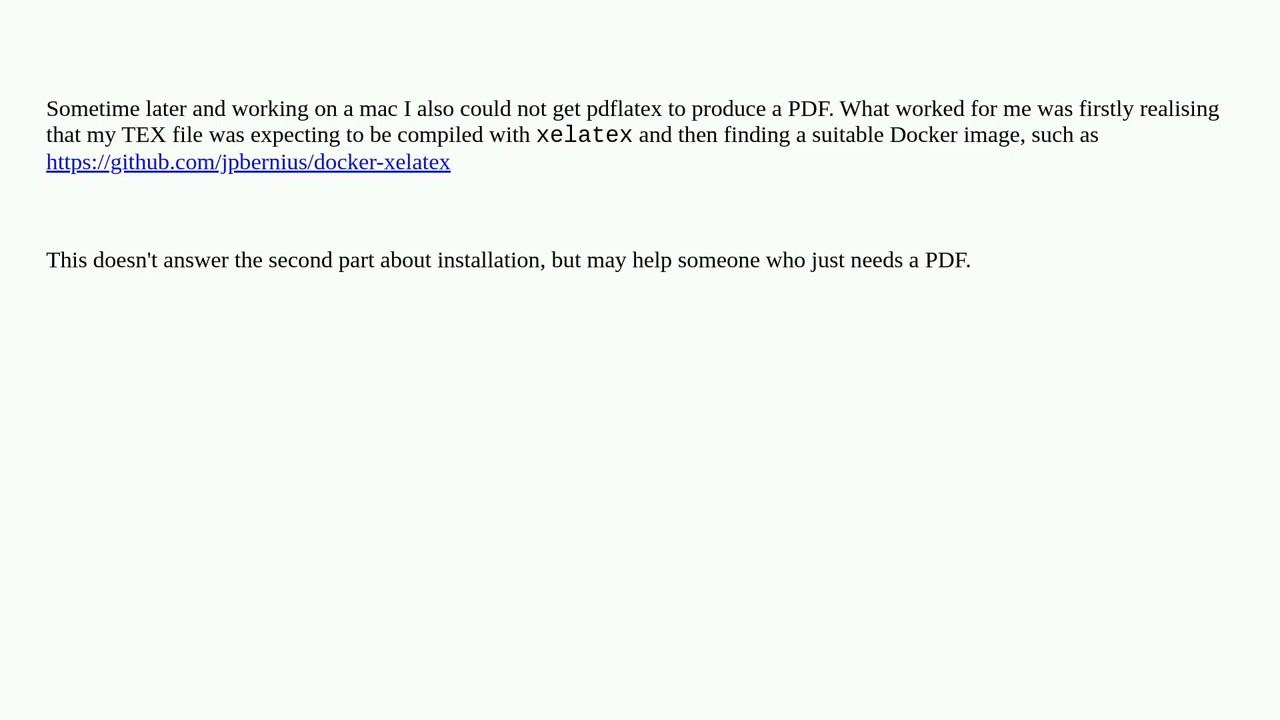 Sometime later and working on a mac I also could not get pdflatex to produce a PDF. What worked for me was firstly realising
that my TEX file was expecting to be compiled with xelatex and then finding a suitable Docker image, such as
https://github.com/jpbernius/docker-xelatex
This doesn't answer the second part about installation, but may help someone who just needs a PDF.